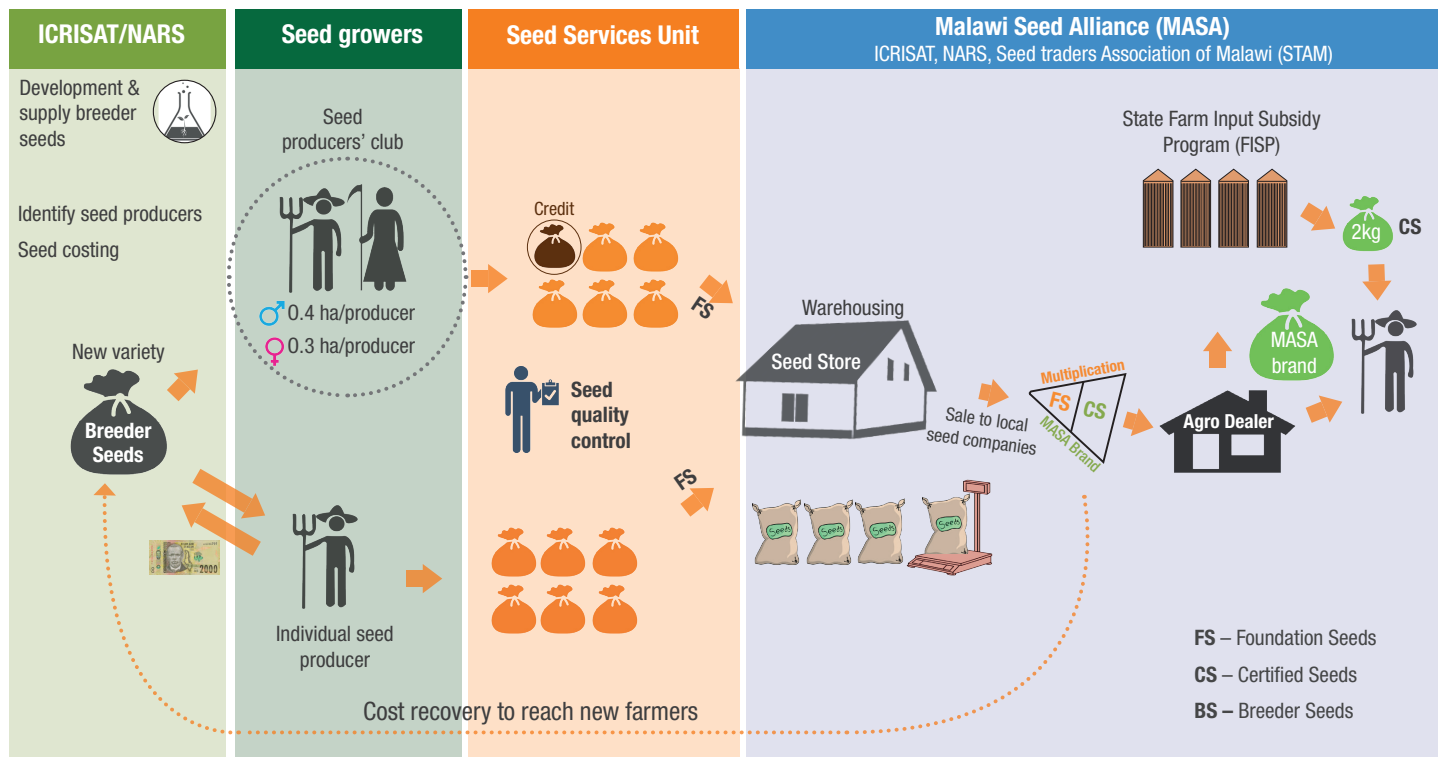 ICRISAT/NARS
Development &
supply breeder
seeds
Identify seed producers
Seed costing
New variety
Breeder
Seeds
2000
Seed growers
Seed
producers' club
0.4 ha/producer
0.3 ha/producer
Individual seed
producer
Seed Services Unit
Credit
FS
Seed
quality
control
FS
Malawi Seed Alliance (MASA)
ICRISAT, NARS, Seed traders Association of Malawi (STAM)
State Farm Input Subsidy
Program (FISP)
2kg
CS
Warehousing
Seed Store
Sale to local
seed companies
Multiplication
FS
CS
MASA Brand
MASA
brand
Agro Dealer
Seeds
Seeds
Seeds
Seeds
FS – Foundation Seeds
CS – Certified Seeds
BS – Breeder Seeds
Cost recovery to reach new farmers